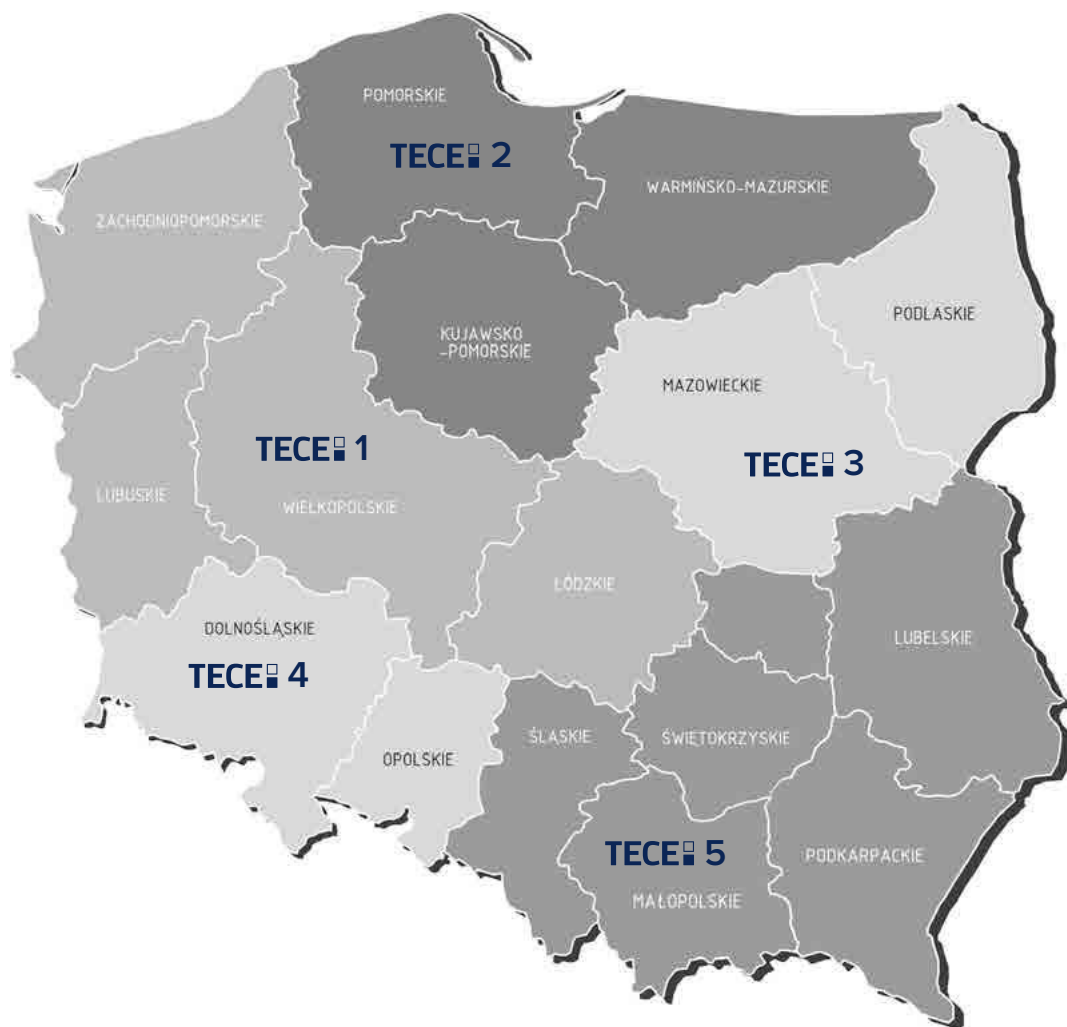 POMORSKIE
TECE 2
WARMIŃSKO-MAZURSKIE
ZACHODNIOPOMORSKIE
PODLASKIE
KUJAWSKO
-POMORSKIE
MAZOWIECKIE
TECE 1
TECE 3
LUBUSKIE
WIELKOPOLSKIE
ŁÓDZKIE
DOLNOŚLĄSKIE
LUBELSKIE
TECE 4
ŚLĄSKIE
ŚWIĘTOKRZYSKIE
OPOLSKIE
TECE 5
PODKARPACKIE
MAŁOPOLSKIE